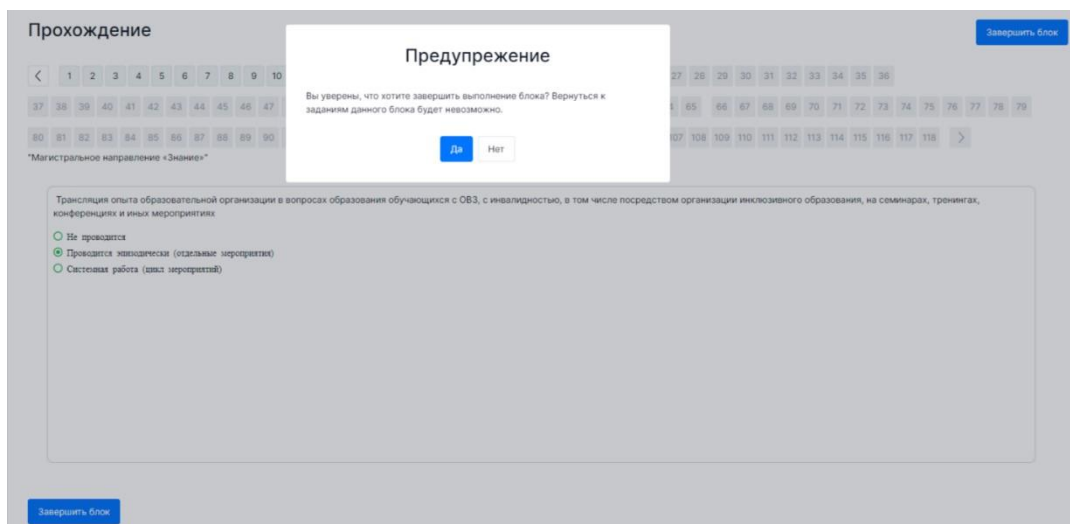 Прохождение
Завершить блок
Предупрежение
Вы уверены, что хотите завершить выполнение блока? Вернуться к
заданиям данного блока будет невозможно.
Да Нет
1 2 3 4 5 6 7 8 9 10 27 28 29 30 31 32 33 34 35 36
37 38 39 40 41 42 43 44 45 46 47 65 66 67 68 69 70 71 72 73 74 75 76 77 78 79
80 81 82 83 84 85 86 87 88 89 90 107 108 109 110 111 112 113 114 115 116 117 118
"Магистральное направление «Знание»"
Трансляция опыта образовательной организации в вопросах образования обучающихся с ОВЗ, с инвалидностью, в том числе посредством организации инклюзивного образования, на семинарах, тренингах,
конференциях и иных мероприятиях
Не проводится
Проводится эпизодически (отдельные мероприятия)
Системная работа (цикл мероприятий)
Завершить блок